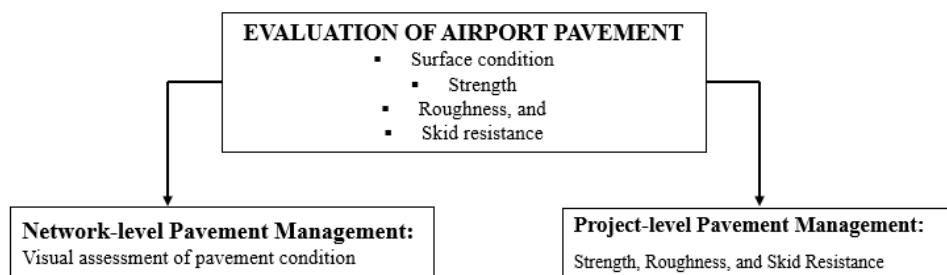 EVALUATION OF AIRPORT PAVEMENT
▪ Surface condition
▪ Strength
▪ Roughness, and
▪ Skid resistance
Network-level Pavement Management:
Visual assessment of pavement condition
Project-level Pavement Management:
Strength, Roughness, and Skid Resistance